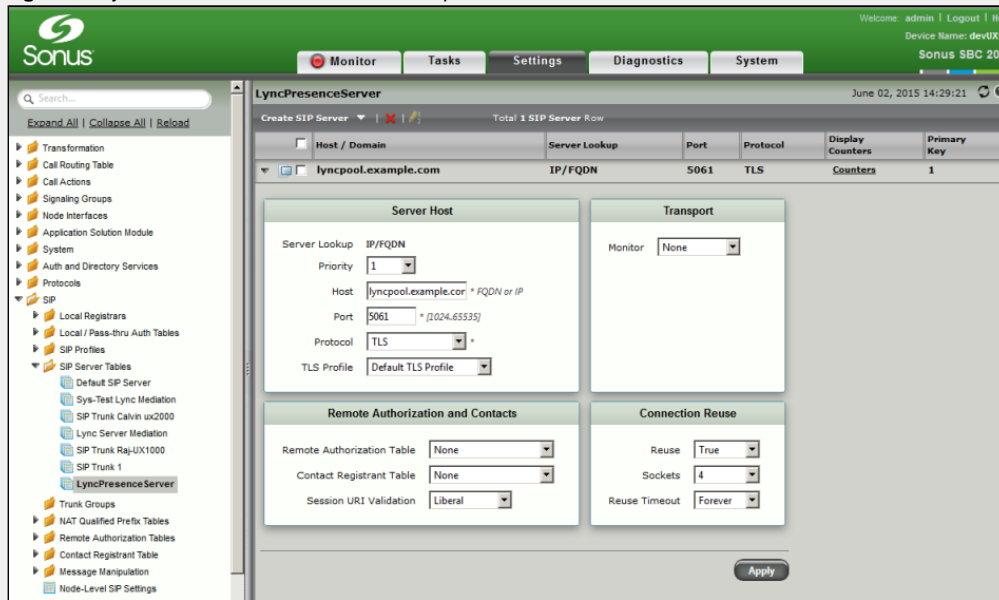 Welcome: admin | Logout |
Device Name: devUX
Sonus
Sonus SBC 20
Monitor
Tasks
Settings
Diagnostics
System
Search...
Expand All | Collapse All | Reload
Transformation
Call Routing Table
Call Actions
Signaling Groups
Node Interfaces
Application Solution Module
System
Auth and Directory Services
Protocols
SIP
Local Registrars
Local / Pass-thru Auth Tables
SIP Profiles
SIP Server Tables
Default SIP Server
Sys-Test Lync Mediation
SIP Trunk Calvin ux2000
Lync Server Mediation
SIP Trunk Raj-UX1000
SIP Trunk 1
LyncPresenceServer
Trunk Groups
NAT Qualified Prefix Tables
Remote Authorization Tables
Contact Registrant Table
Message Manipulation
Node-Level SIP Settings
LyncPresenceServer
June 02, 2015 14:29:21
Create SIP Server | |
Total 1 SIP Server Row
Host / Domain
Server Lookup
Port
Protocol
Display Counters
Primary Key
lyncpool.example.com
IP/FQDN
5061
TLS
Counters
1
Server Host
Server Lookup IP/FQDN
Priority 1
Host lyncpool.example.cor * FQDN or IP
Port 5061 * [1024..65535]
Protocol TLS *
TLS Profile Default TLS Profile
Transport
Monitor None
Remote Authorization and Contacts
Remote Authorization Table None
Contact Registrant Table None
Session URI Validation Liberal
Connection Reuse
Reuse True
Sockets 4
Reuse Timeout Forever
Apply